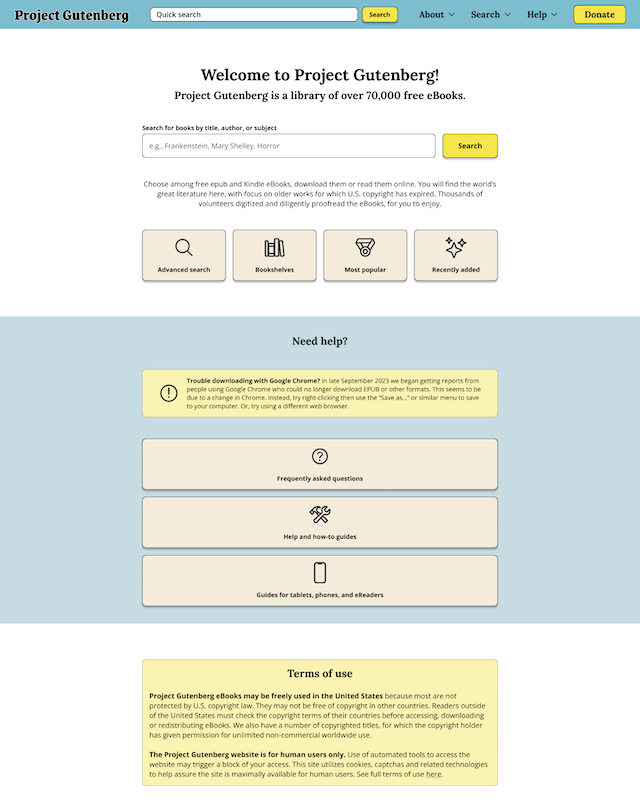 Project Gutenberg
Quick search
Search
About
Search
Help
Donate
Welcome to Project Gutenberg!
Project Gutenberg is a library of over 70,000 free eBooks.
Search for books by title, author, or subject
e.g., Frankenstein, Mary Shelley, Horror
Search
Choose among free epub and Kindle eBooks, download them or read them online. You will find the world's
great literature here, with focus on older works for which U.S. copyright has expired. Thousands of
volunteers digitized and diligently proofread the eBooks, for you to enjoy.
Advanced search
Bookshelves
Most popular
Recently added
Need help?
Trouble downloading with Google Chrome? In late September 2023 we began getting reports from
people using Google Chrome who could no longer download EPUB or other formats. This seems to be
due to a change in Chrome. Instead, try right-clicking then use the "Save as..." or similar menu to save
to your computer. Or, try using a different web browser.
Frequently asked questions
Help and how-to guides
Guides for tablets, phones, and eReaders
Terms of use
Project Gutenberg eBooks may be freely used in the United States because most are not
protected by U.S. copyright law. They may not be free of copyright in other countries. Readers outside
of the United States must check the copyright terms of their countries before accessing, downloading
or redistributing eBooks. We also have a number of copyrighted titles, for which the copyright holder
has given permission for unlimited non-commercial worldwide use.
The Project Gutenberg website is for human users only. Use of automated tools to access the
website may trigger a block of your access. This site utilizes cookies, captchas and related technologies
to help assure the site is maximally available for human users. See full terms of use here.